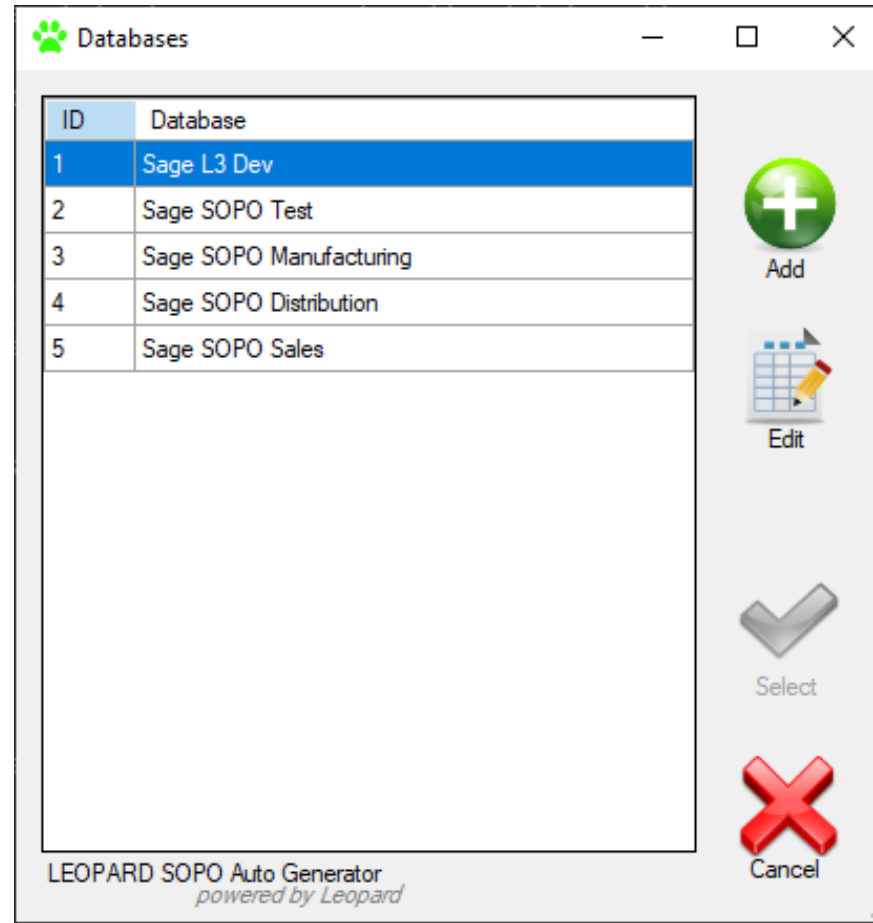 Databases
ID Database
1 Sage L3 Dev
2 Sage SOPO Test
3 Sage SOPO Manufacturing
4 Sage SOPO Distribution
5 Sage SOPO Sales
Add
Edit
Select
Cancel
LEOPARD SOPO Auto Generator
powered by Leopard